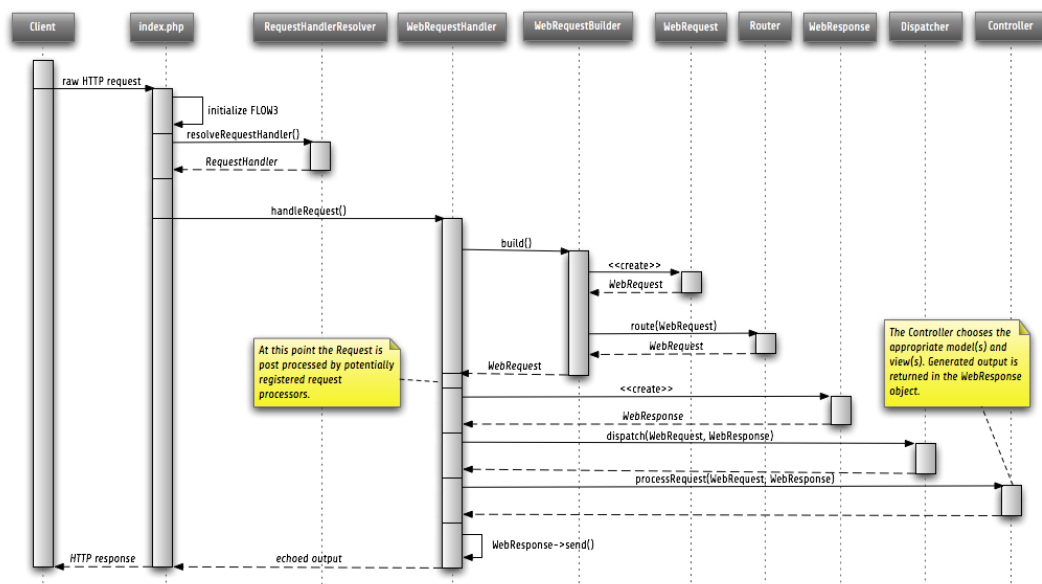 Client
index.php
RequestHandlerResolver
WebRequestHandler
WebRequestBuilder
WebRequest
Router
WebResponse
Dispatcher
Controller
raw HTTP request
initialize FLOW3
resolveRequestHandler()
RequestHandler
handleRequest()
build()
<<create>>
WebRequest
route(WebRequest)
WebRequest
The Controller chooses the
appropriate model(s) and
view(s). Generated output is
returned in the WebResponse
object.
At this point the Request is
post processed by potentially
registered request
processors.
WebRequest
<<create>>
WebResponse
dispatch(WebRequest, WebResponse)
processRequest(WebRequest, WebResponse)
WebResponse->send()
HTTP response
echoed output